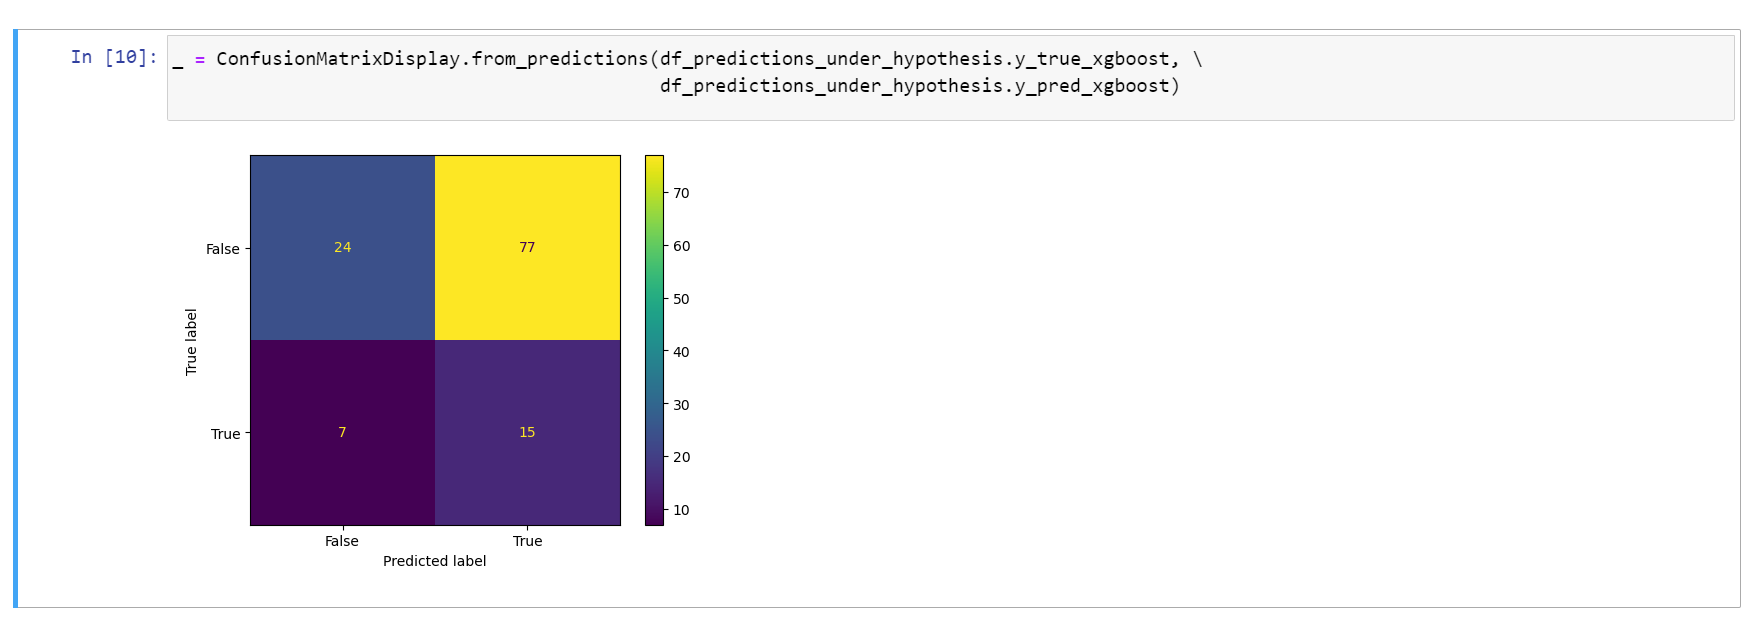 In [10]: _ = ConfusionMatrixDisplay.from_predictions(df_predictions_under_hypothesis.y_true_xgboost, \
df_predictions_under_hypothesis.y_pred_xgboost)
70
60
50
40
30
20
10
False
24
77
True label
True
7
15
False
True
Predicted label